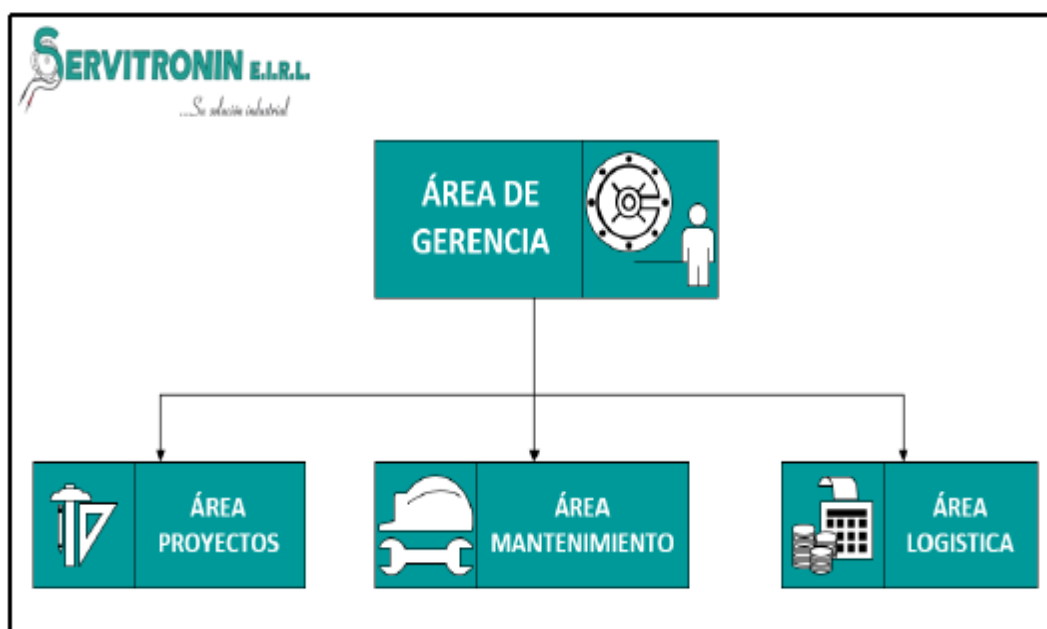 SERVITRONIN E.I.R.L.
...Su solución industrial
ÁREA DE
GERENCIA
ÁREA
PROYECTOS
ÁREA
MANTENIMIENTO
ÁREA
LOGISTICA